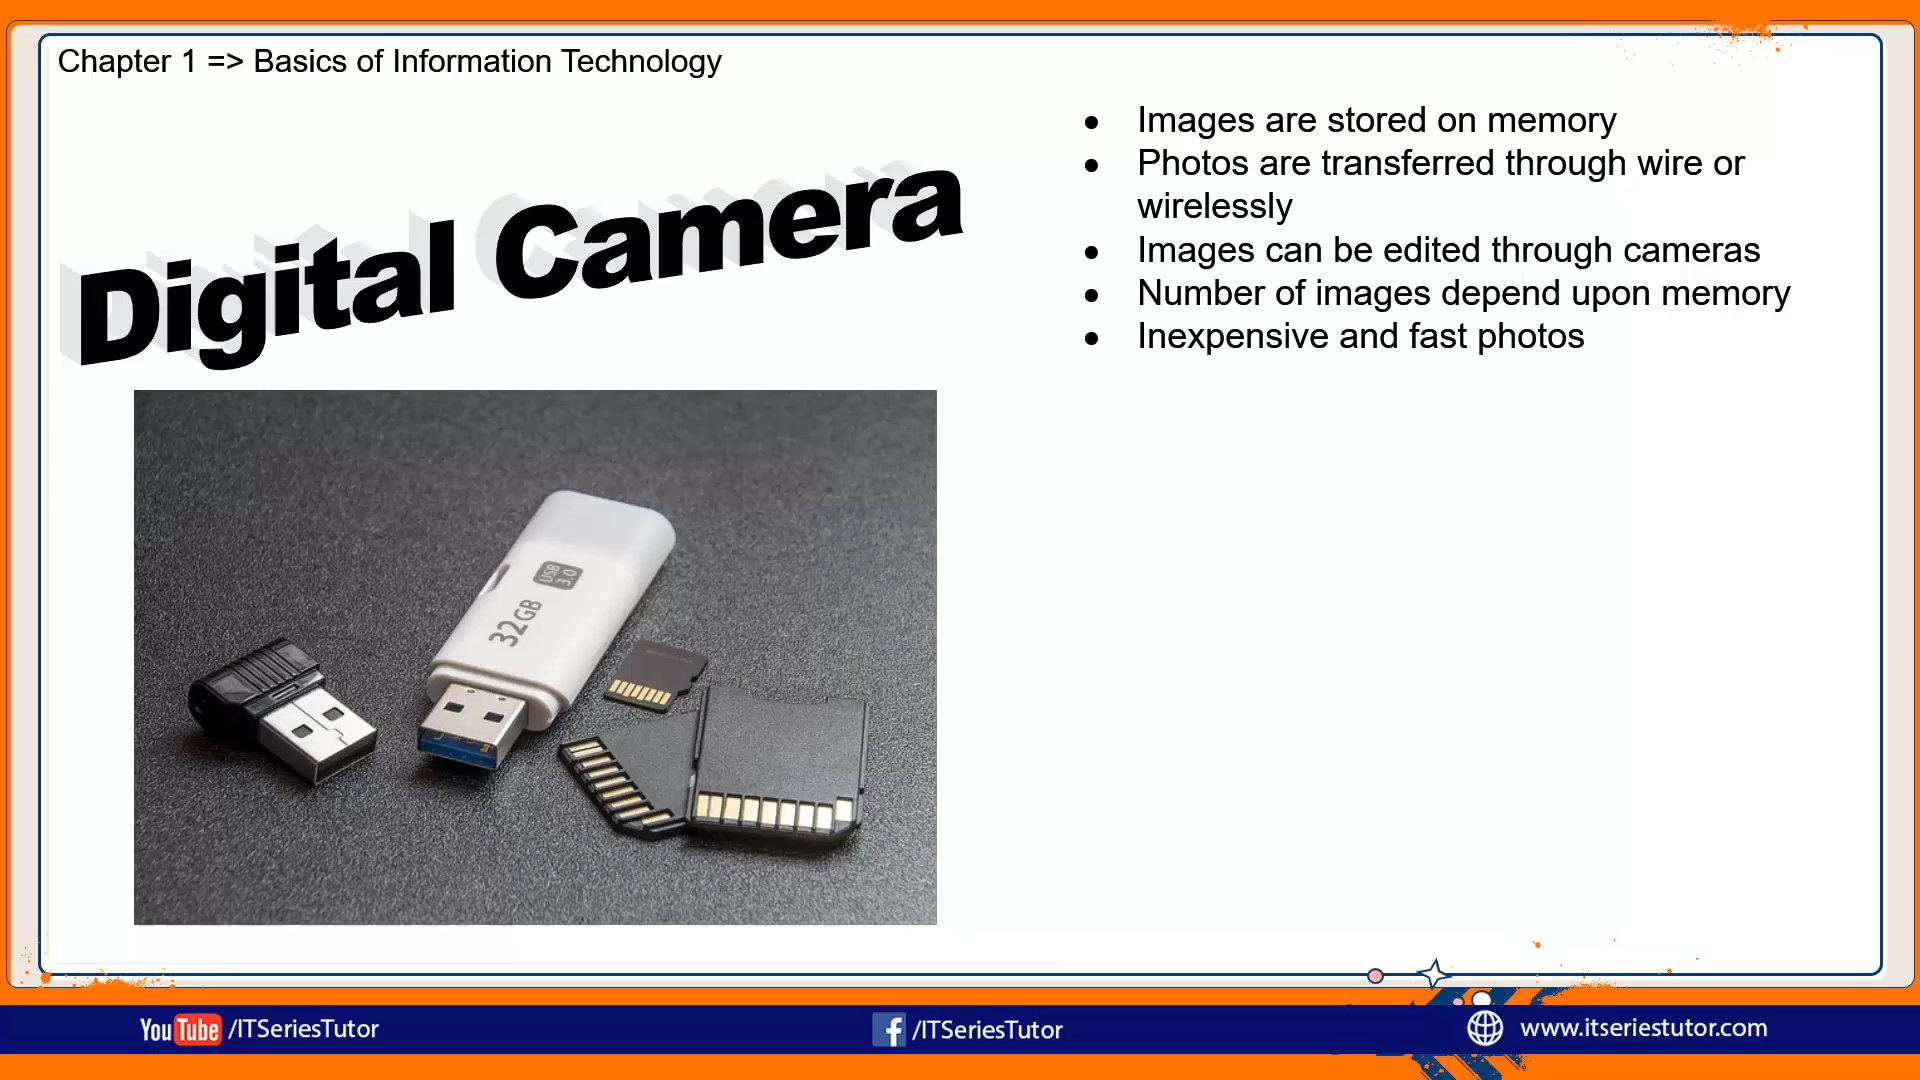 Chapter 1 => Basics of Information Technology
Digital Camera
● Images are stored on memory
● Photos are transferred through wire or
wirelessly
● Images can be edited through cameras
● Number of images depend upon memory
● Inexpensive and fast photos
USB
3.0
32GB
YouTube /ITSeriesTutor
f /ITSeriesTutor
www.itseriestutor.com